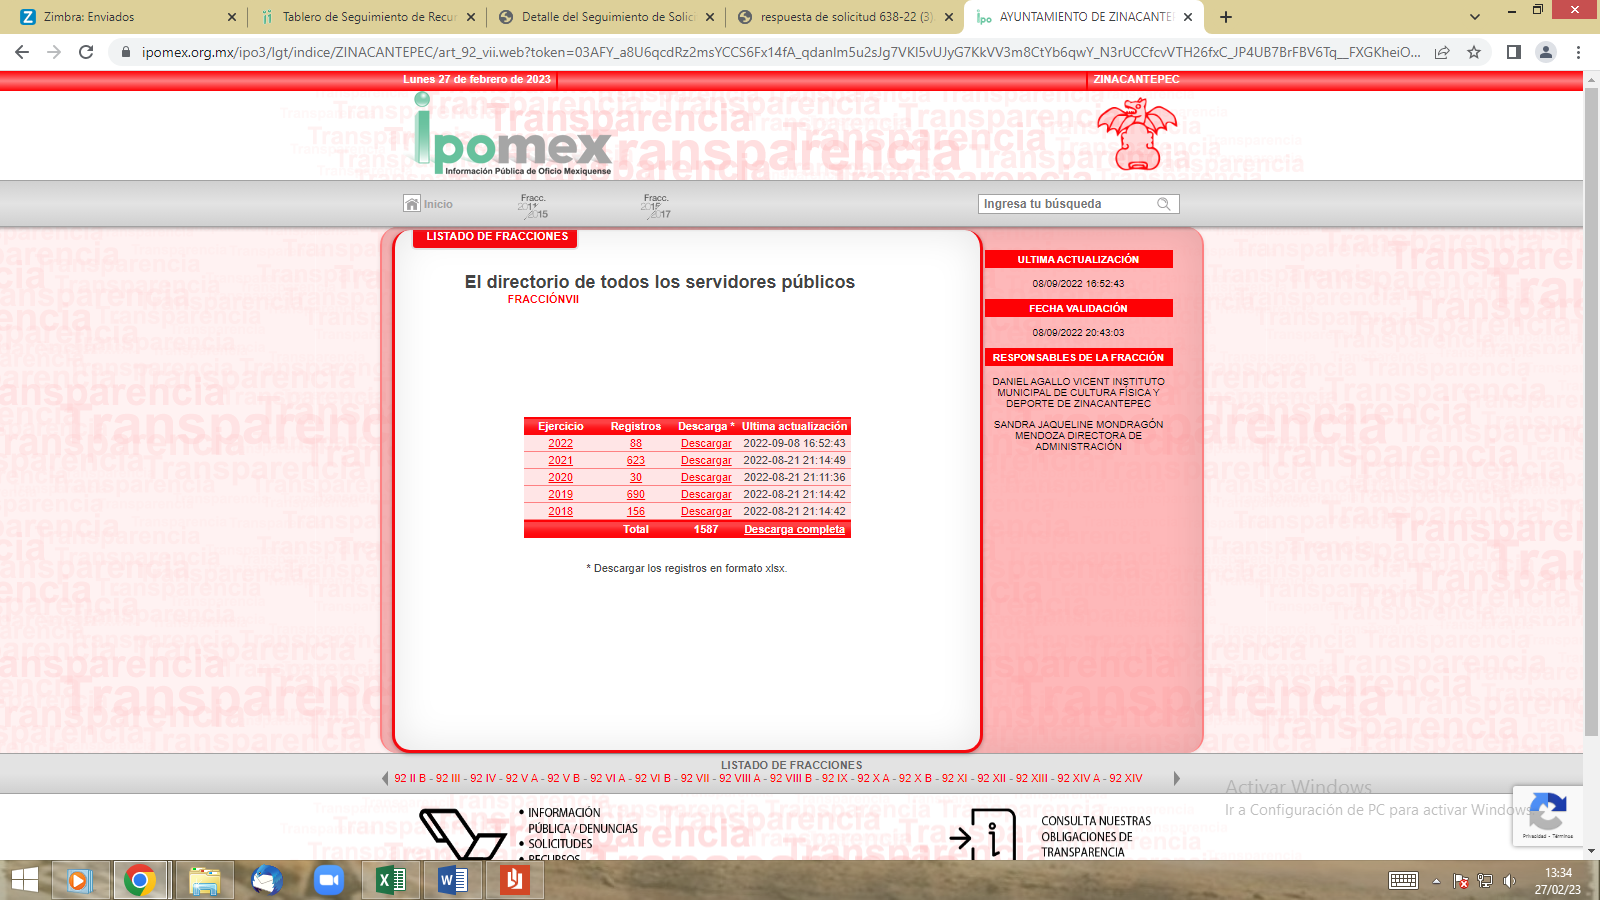 Zimbra: Enviados
Tablero de Seguimiento de Recur
Detalle del Seguimiento de Solici
respuesta de solicitud 638-22 (3)
AYUNTAMIENTO DE ZINACANTE
ipomex.org.mx/ipo3/lgt/indice/ZINACANTEPEC/art_92_vii.web?token=03AFY_a8U6qcdRz2msYCCS6Fx14fA_qdanIm5u2sJg7VKI5vUJyG7KkVV3m8CtYb6qwY_N3rUCCfcvVTH26fxC_JP4UB7BrFBV6Tq__FXGKheiO...
Lunes 27 de febrero de 2023
ZINACANTEPEC
ipomex
Información Pública de Oficio Mexiquense
Transparencia
Inicio
Fracc.
/2015
Fracc.
/2017
Ingresa tu búsqueda
LISTADO DE FRACCIONES
El directorio de todos los servidores públicos
FRACCIÓNVII
Ejercicio Registros Descarga * Ultima actualización
2022 88 Descargar 2022-09-08 16:52:43
2021 623 Descargar 2022-08-21 21:14:49
2020 30 Descargar 2022-08-21 21:11:36
2019 690 Descargar 2022-08-21 21:14:42
2018 156 Descargar 2022-08-21 21:14:42
Total 1587 Descarga completa
* Descargar los registros en formato xlsx.
ULTIMA ACTUALIZACIÓN
08/09/2022 16:52:43
FECHA VALIDACIÓN
08/09/2022 20:43:03
RESPONSABLES DE LA FRACCIÓN
DANIEL AGALLO VICENT INSTITUTO
MUNICIPAL DE CULTURA FÍSICA Y
DEPORTE DE ZINACANTEPEC
SANDRA JAQUELINE MONDRAGÓN
MENDOZA DIRECTORA DE
ADMINISTRACIÓN
LISTADO DE FRACCIONES
92 II B - 92 III - 92 IV - 92 V A - 92 V B - 92 VI A - 92 VI B - 92 VII - 92 VIII A - 92 VIII B - 92 IX - 92 X A - 92 X B - 92 XI - 92 XII - 92 XIII - 92 XIV A - 92 XIV
• INFORMACIÓN
PÚBLICA / DENUNCIAS
• SOLICITUDES
• RECURSOS
CONSULTA NUESTRAS
OBLIGACIONES DE
TRANSPARENCIA
Activar Windows
Ir a Configuración de PC para activar Windows
Privacidad - Términos
13:34
27/02/23